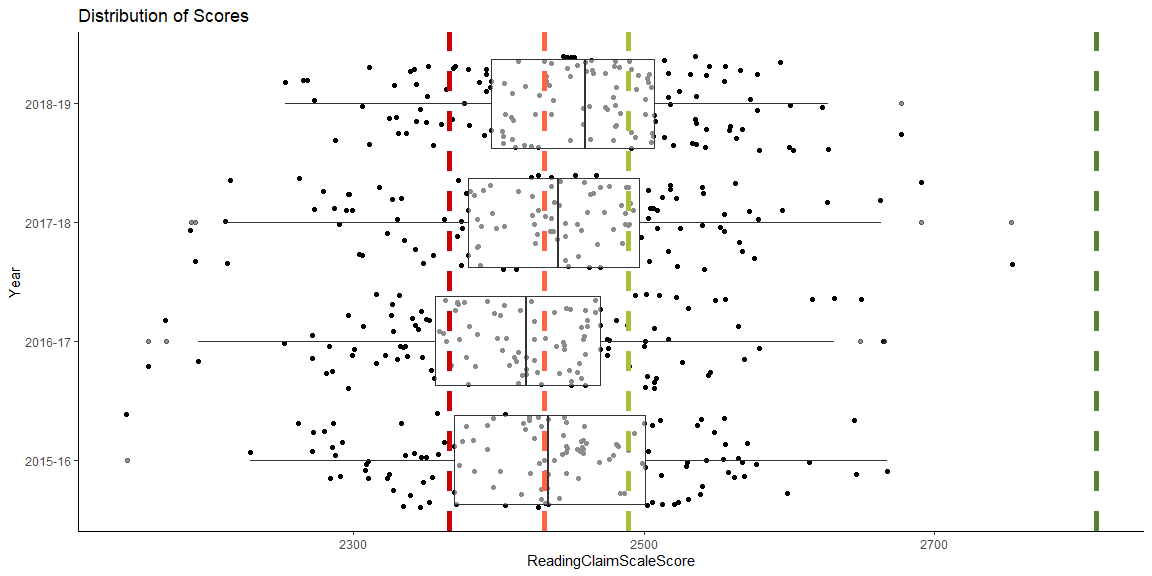 Distribution of Scores
2018-19
2017-18
2016-17
2015-16
Year
2300
2500
2700
ReadingClaimScaleScore